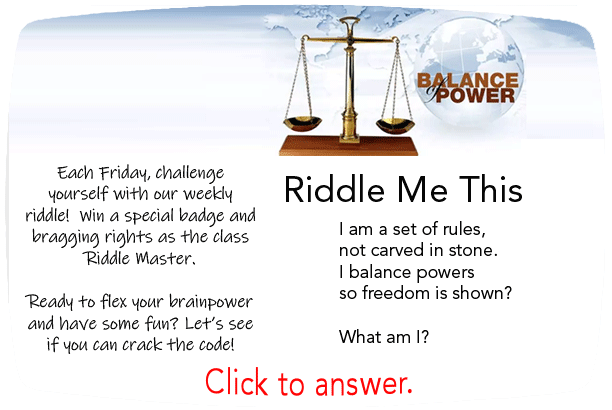 BALANCE
of POWER
Each Friday, challenge
yourself with our weekly
riddle!  Win a special badge and
bragging rights as the class
Riddle Master.
Ready to flex your brainpower
and have some fun? Let's see
if you can crack the code!
Riddle Me This
I am a set of rules,
not carved in stone.
I balance powers
so freedom is shown?
What am I?
Click to answer.